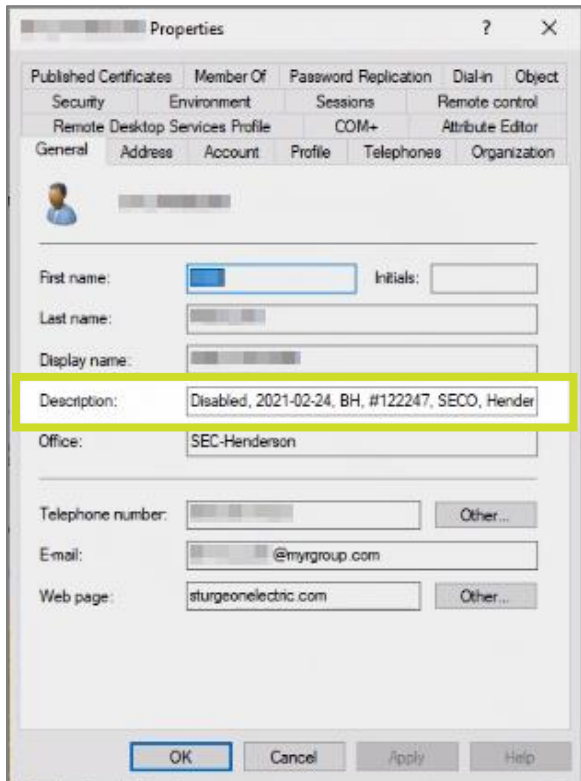 Properties ? ×
Published Certificates Member Of Password Replication Dial-in Object
Security Environment Sessions Remote control
Remote Desktop Services Profile COM+ Attribute Editor
General Address Account Profile Telephones Organization
First name: Initials:
Last name:
Display name:
Description: Disabled, 2021-02-24, BH, #122247, SECO, Hender
Office: SEC-Henderson
Telephone number: Other...
E-mail: @myrgroup.com
Web page: sturgeonelectric.com Other...
OK Cancel Apply Help